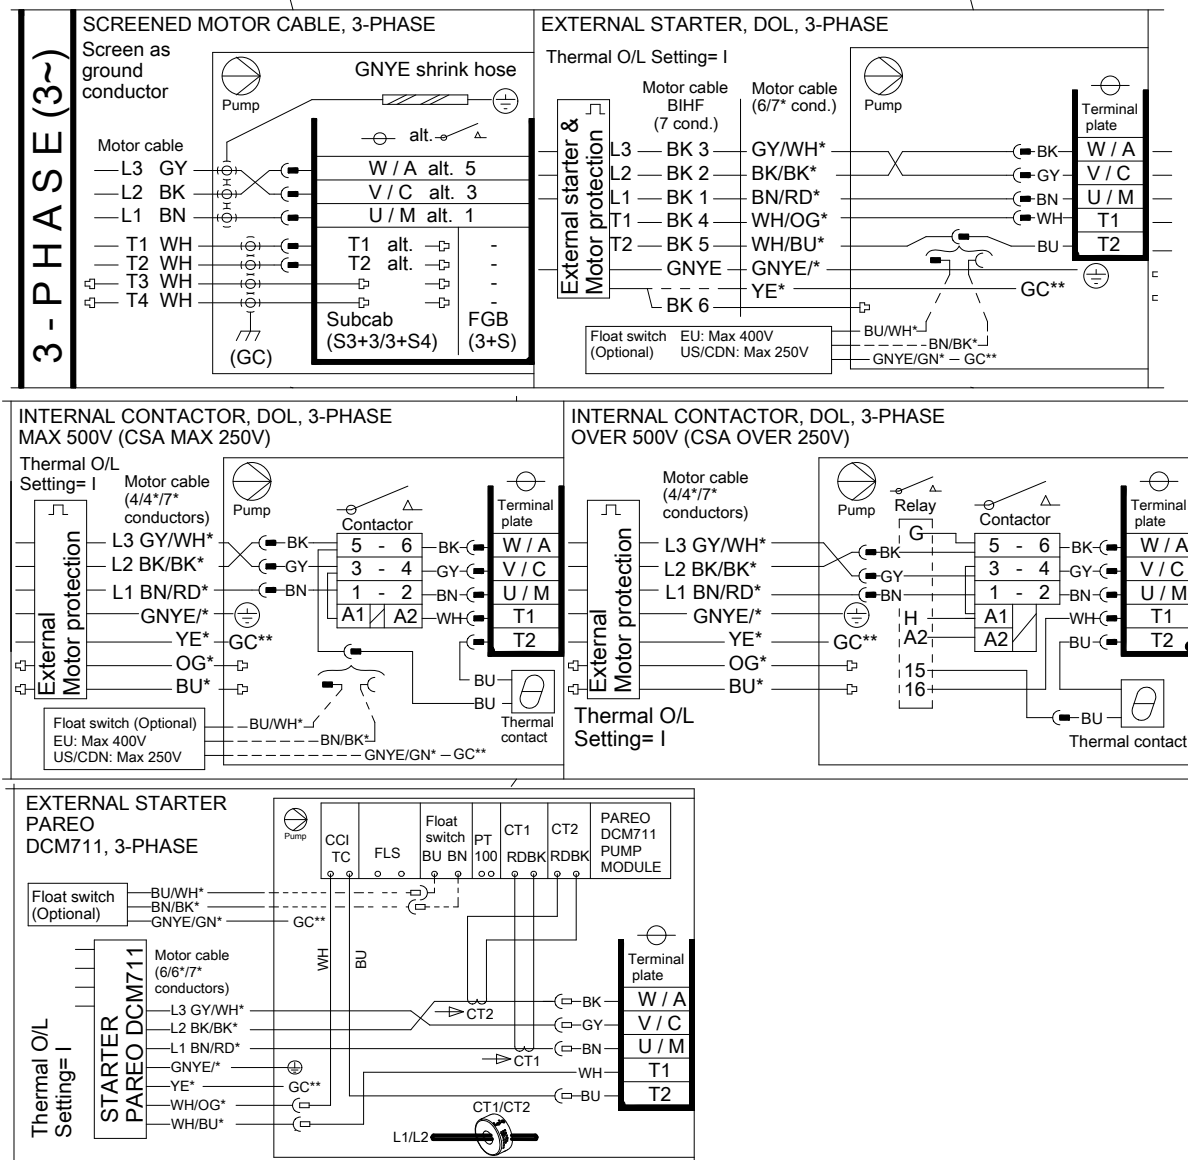 3 - P H A S E (3~)
SCREENED MOTOR CABLE, 3-PHASE
Screen as
ground
conductor
Pump
GNYE shrink hose
alt.
Motor cable
L3 GY
L2 BK
L1 BN
T1 WH
T2 WH
T3 WH
T4 WH
(GC)
W / A alt. 5
V / C alt. 3
U / M alt. 1
T1 alt. -
T2 alt. -
-
-
Subcab
(S3+3/3+S4)
FGB
(3+S)
EXTERNAL STARTER, DOL, 3-PHASE
Thermal O/L Setting= I
Motor cable
BIHF
(7 cond.)
Motor cable
(6/7* cond.)
Pump
External starter &
Motor protection
L3 BK 3 GY/WH*
L2 BK 2 BK/BK*
L1 BK 1 BN/RD*
T1 BK 4 WH/OG*
T2 BK 5 WH/BU*
GNYE GNYE/*
YE* GC**
BK 6
BK
GY
BN
WH
BU
Terminal
plate
W / A
V / C
U / M
T1
T2
Float switch
(Optional)
EU: Max 400V
US/CDN: Max 250V
BU/WH*
BN/BK*
GNYE/GN* GC**
INTERNAL CONTACTOR, DOL, 3-PHASE
MAX 500V (CSA MAX 250V)
Thermal O/L
Setting= I
Motor cable
(4/4*/7*
conductors)
Pump
External
Motor protection
L3 GY/WH*
L2 BK/BK*
L1 BN/RD*
GNYE/*
YE* GC**
OG*
BU*
BK
GY
BN
Contactor
5 - 6
3 - 4
1 - 2
A1 A2
BK
GY
BN
WH
Terminal
plate
W / A
V / C
U / M
T1
T2
BU
BU
Thermal
contact
Float switch (Optional)
EU: Max 400V
US/CDN: Max 250V
BU/WH*
BN/BK*
GNYE/GN* GC**
INTERNAL CONTACTOR, DOL, 3-PHASE
OVER 500V (CSA OVER 250V)
Motor cable
(4/4*/7*
conductors)
Pump
Relay
Contactor
Terminal
plate
External
Motor protection
L3 GY/WH*
L2 BK/BK*
L1 BN/RD*
GNYE/*
YE* GC**
OG*
BU*
BK
GY
BN
G
H
A2
15
16
5 - 6
3 - 4
1 - 2
A1
A2
BK
GY
BN
WH
BU
W / A
V / C
U / M
T1
T2
BU
Thermal contact
Thermal O/L
Setting= I
EXTERNAL STARTER
PAREO
DCM711, 3-PHASE
Pump
CCI
TC
FLS
Float
switch
BU BN
PT
100
CT1
RDBK
CT2
RDBK
PAREO
DCM711
PUMP
MODULE
Float switch
(Optional)
BU/WH*
BN/BK*
GNYE/GN* GC**
WH
BU
Thermal O/L
Setting= I
STARTER
PAREO DCM711
Motor cable
(6/6*/7*
conductors)
L3 GY/WH*
L2 BK/BK*
L1 BN/RD*
GNYE/*
YE* GC**
WH/OG*
WH/BU*
CT2
CT1
BK
GY
BN
WH
BU
Terminal
plate
W / A
V / C
U / M
T1
T2
CT1/CT2
L1/L2